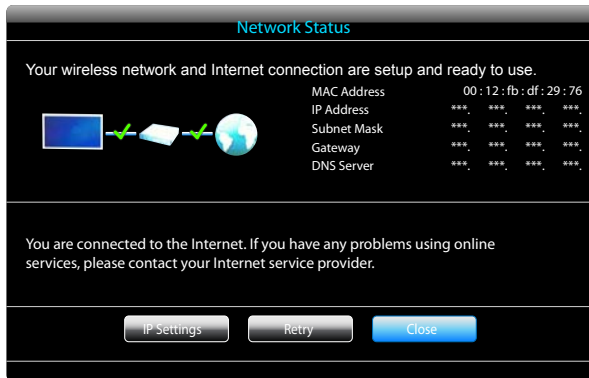 Network Status
Your wireless network and Internet connection are setup and ready to use.
MAC Address 00 : 12 : fb : df : 29 : 76
IP Address ***. ***. ***. ***.
Subnet Mask ***. ***. ***. ***.
Gateway ***. ***. ***. ***.
DNS Server ***. ***. ***. ***.
You are connected to the Internet. If you have any problems using online
services, please contact your Internet service provider.
IP Settings Retry Close